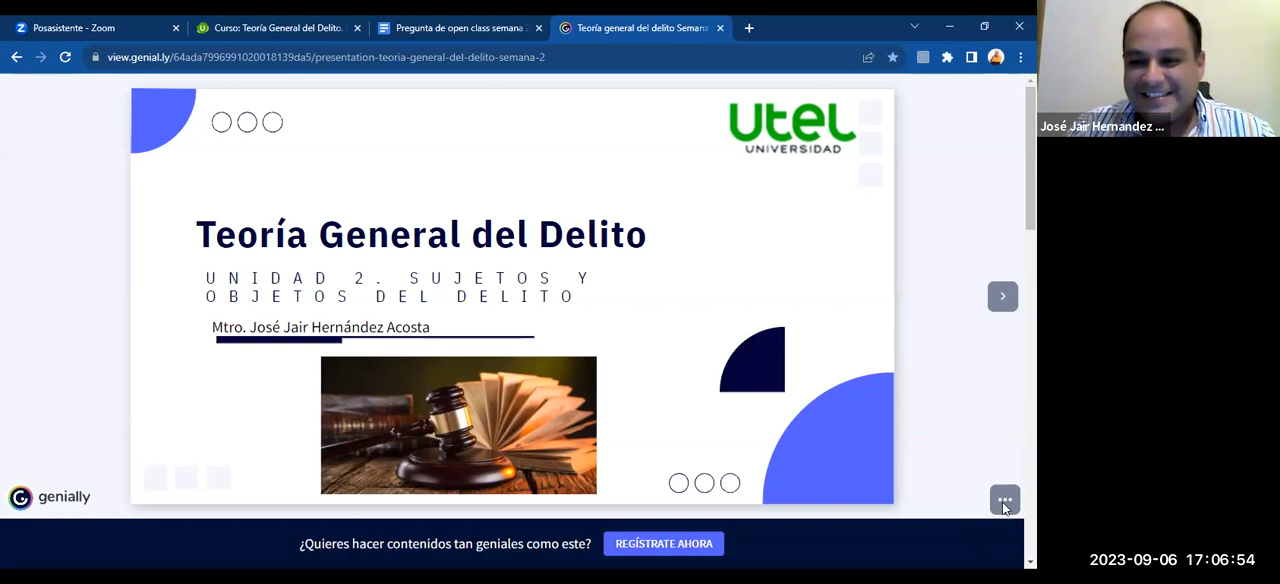 Posasistente - Zoom
Curso: Teoría General del Delito.
Pregunta de open class semana 2
Teoría general del delito Semana
view.genial.ly/64ada7996991020018139da5/presentation-teoria-general-del-delito-semana-2
José Jair Hernandez ...
utel
UNIVERSIDAD
Teoría General del Delito
UNIDAD 2. SUJETOS Y
OBJETOS DEL DELITO
Mtro. José Jair Hernández Acosta
genially
¿Quieres hacer contenidos tan geniales como este?
REGÍSTRATE AHORA
2023-09-06 17:06:54